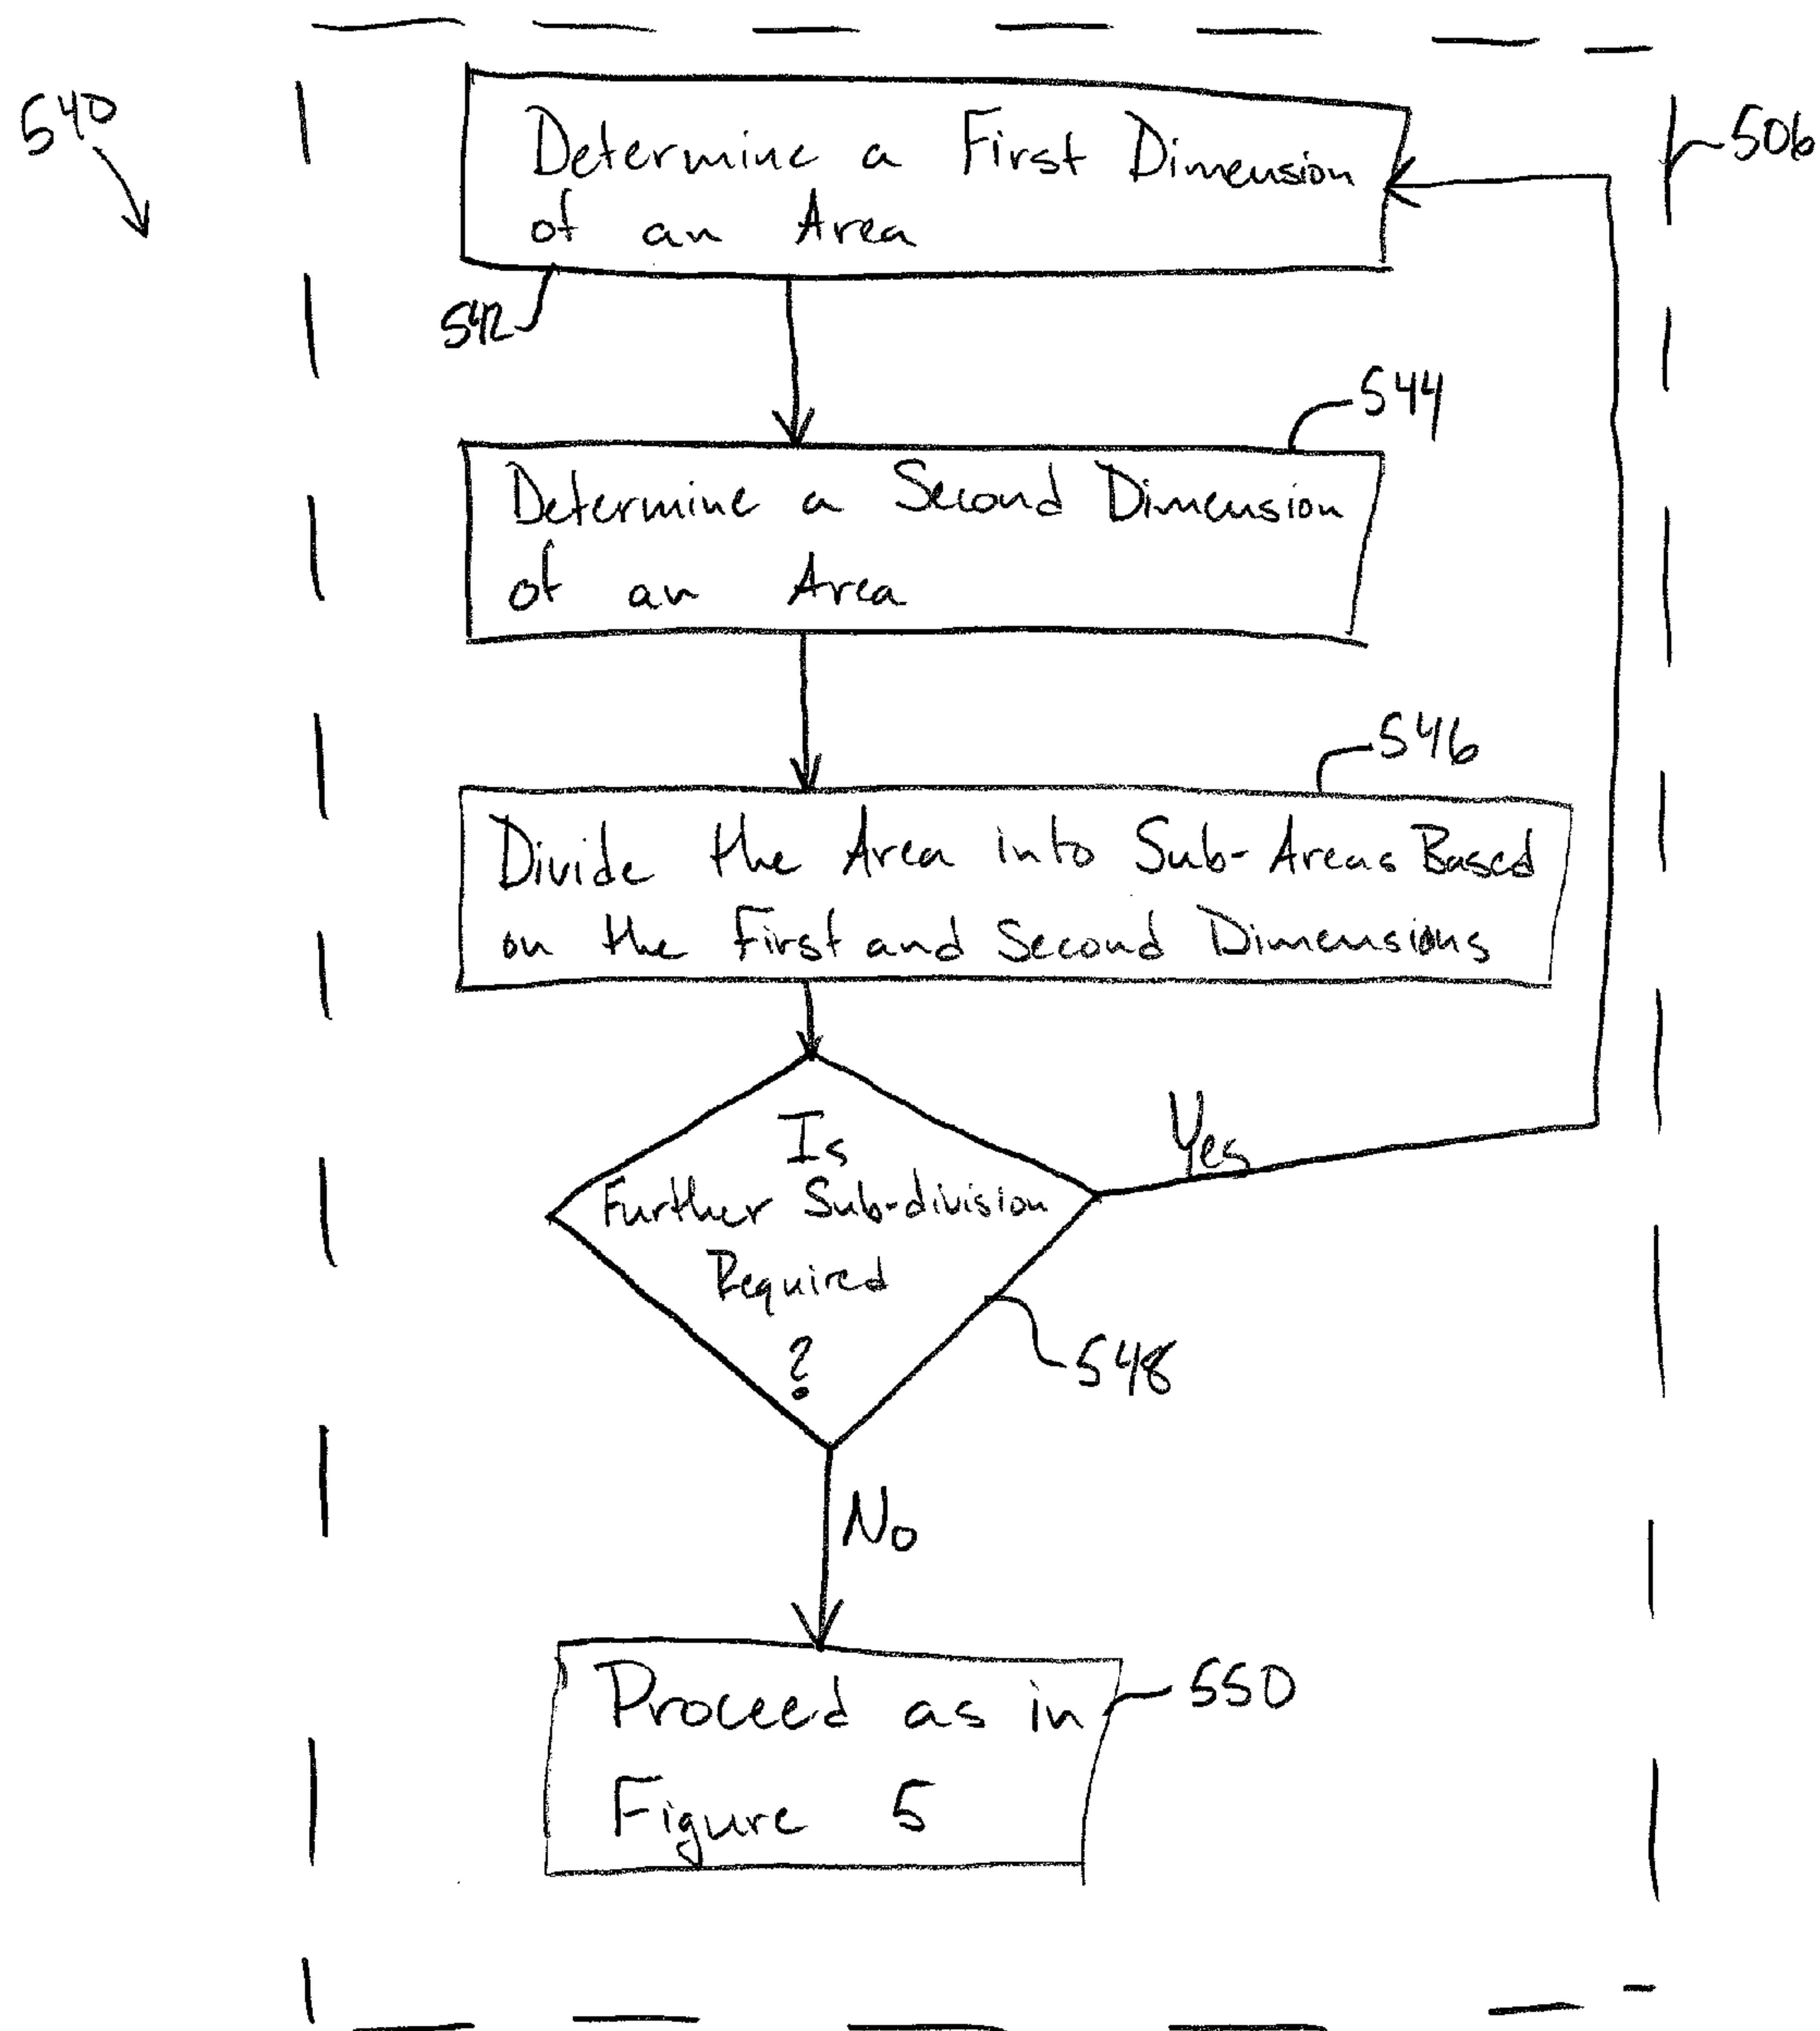 540
506
Determine a First Dimension
of an Area
542
544
Determine a Second Dimension
of an Area
546
Divide the Area into Sub-Areas Based
on the First and Second Dimensions
Is
Further Sub-division
Required
?
Yes
548
No
Proceed as in
Figure 5
550